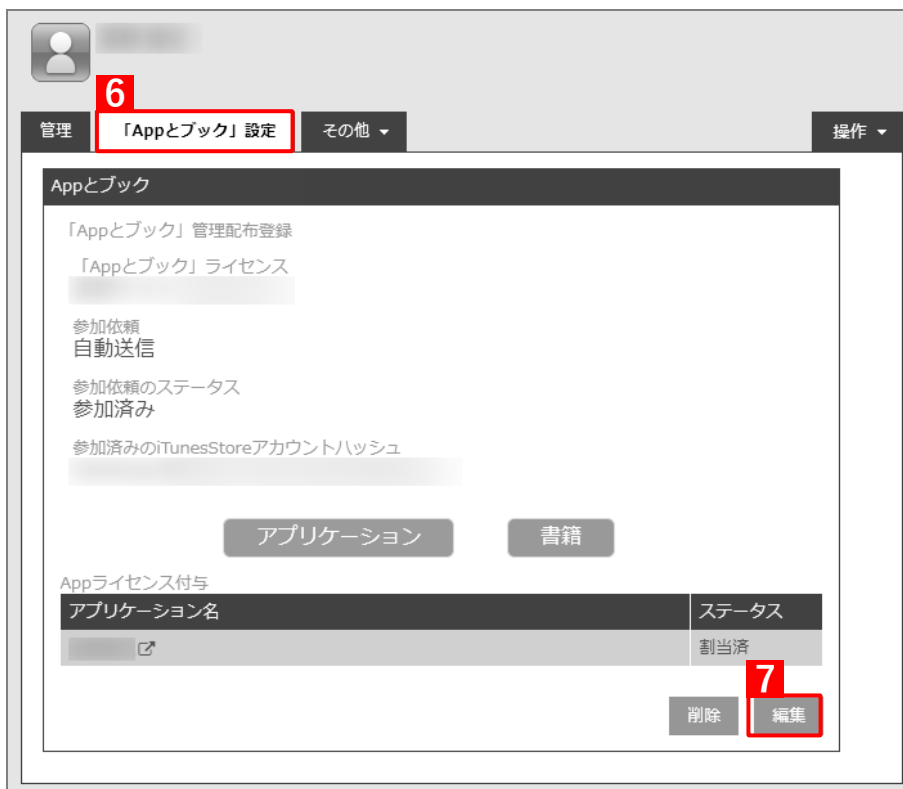 6
管理
「Appとブック」設定
その他
操作
Appとブック
「Appとブック」管理配布登録
「Appとブック」ライセンス
参加依頼
自動送信
参加依頼のステータス
参加済み
参加済みのiTunesStoreアカウントハッシュ
アプリケーション
書籍
Appライセンス付与
アプリケーション名
ステータス
割当済
7
削除
編集